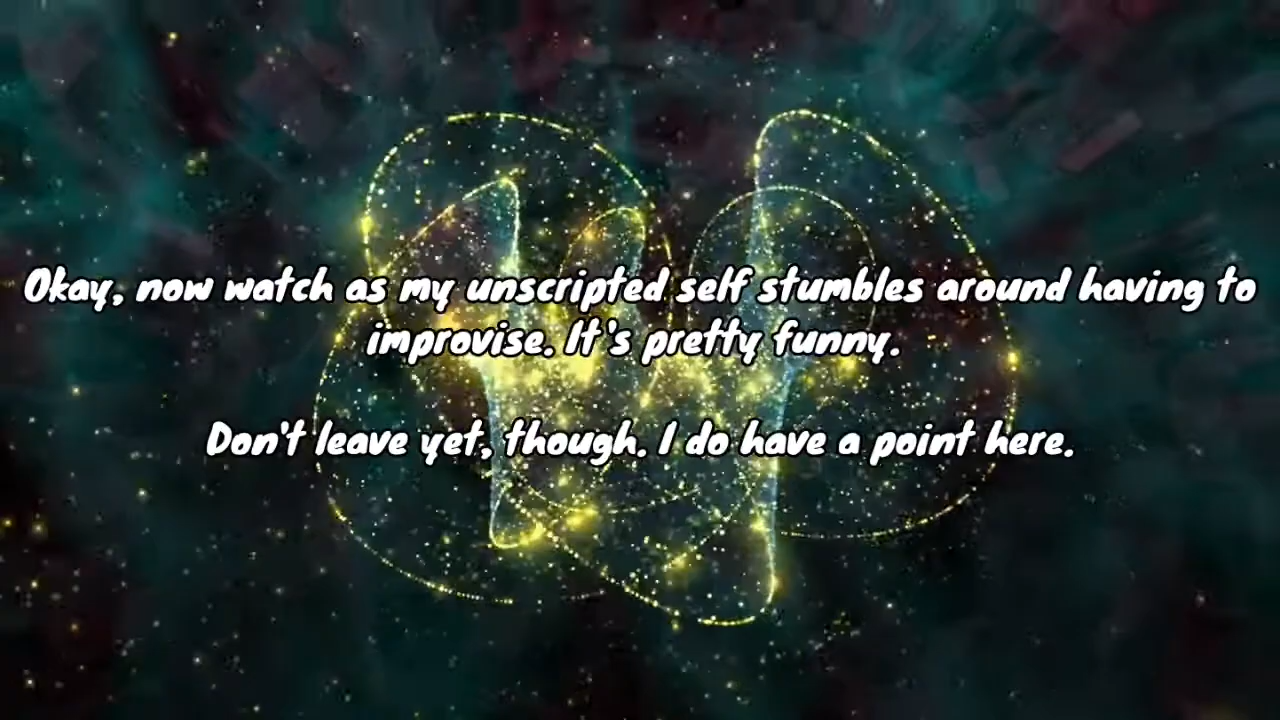 Okay, now watch as my unscripted self stumbles around having to
improvise. It's pretty funny.
Don't leave yet, though. I do have a point here.